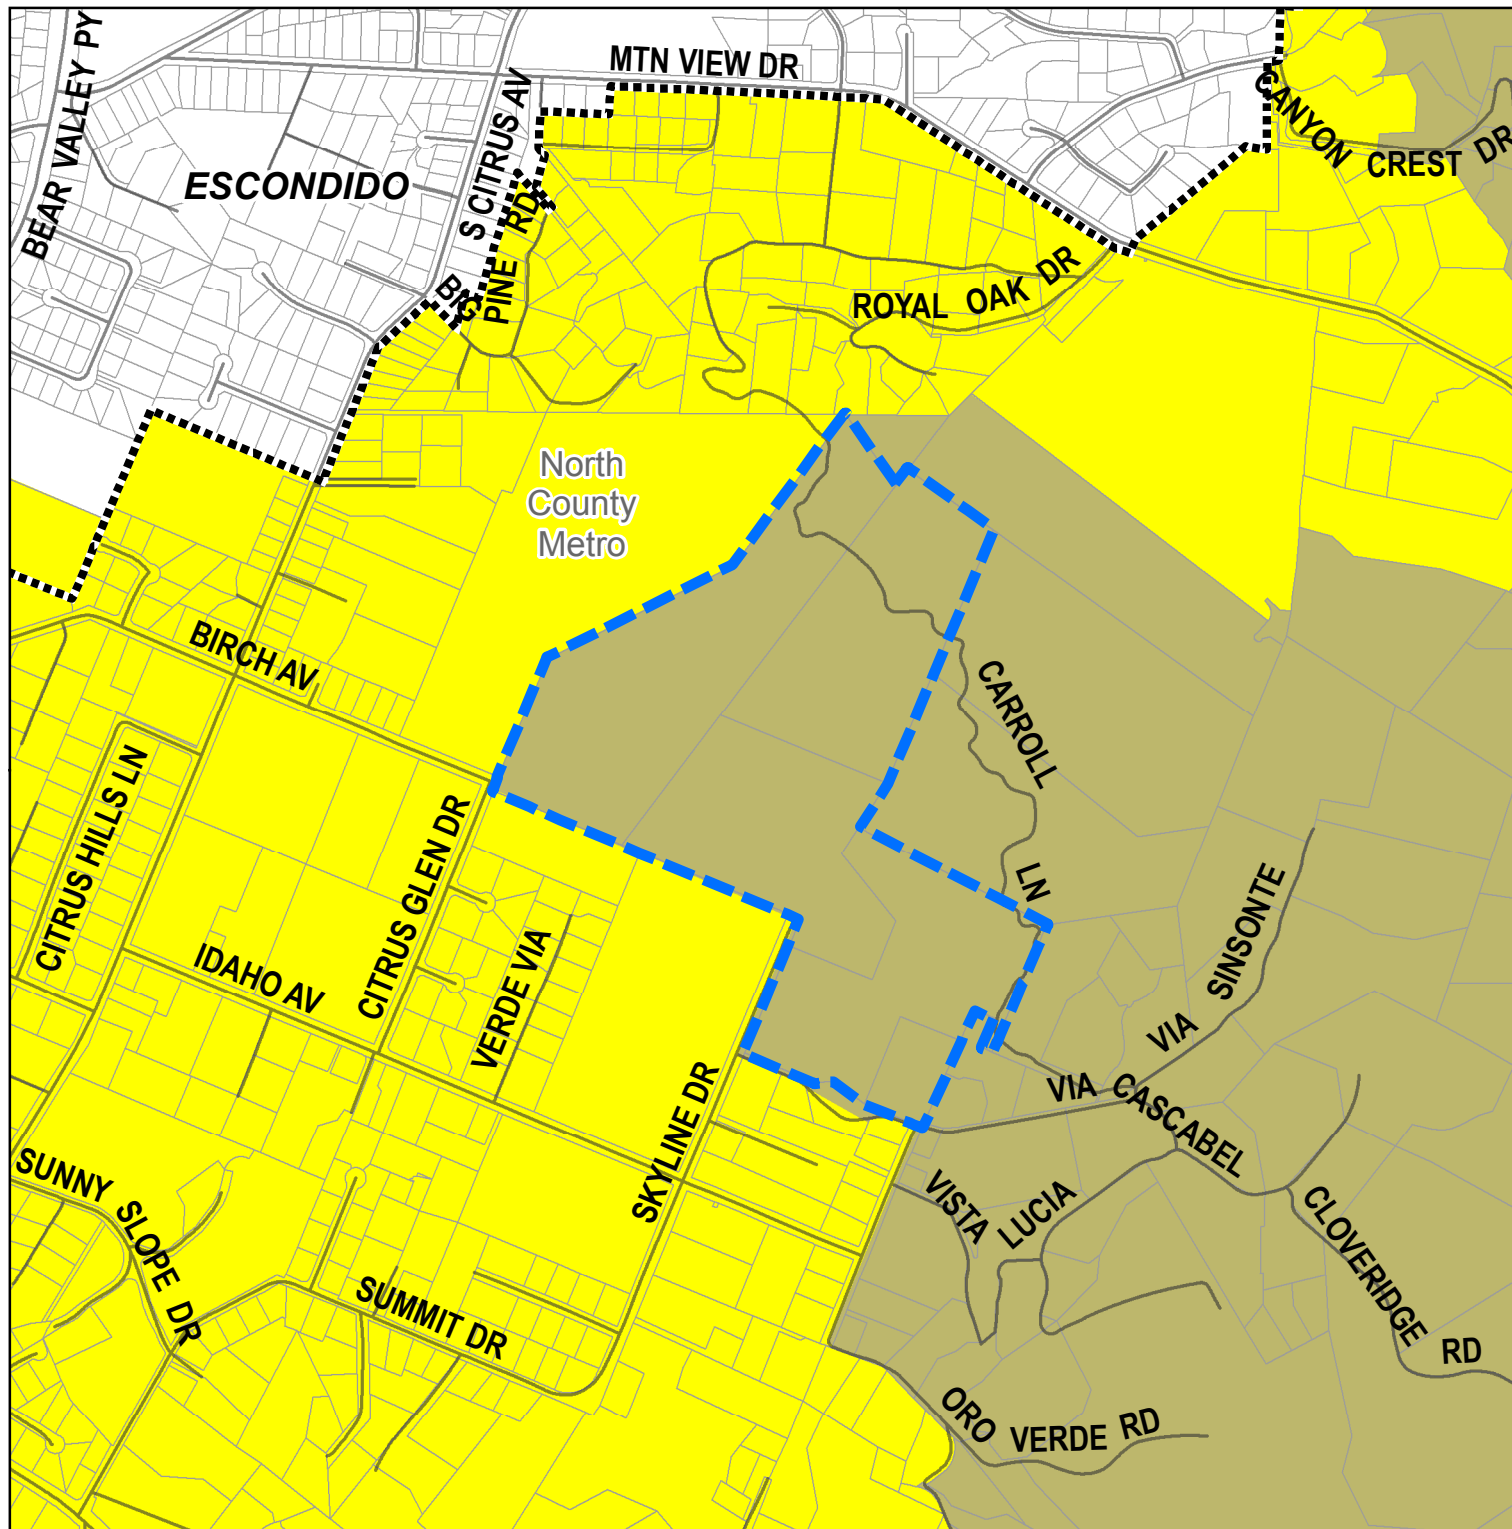 BEAR VALLEY PY
MTN VIEW DR
S CITRUS AV
ESCONDIDO
CANYON CREST DR
BIG PINE RD
ROYAL OAK DR
North
County
Metro
BIRCH AV
CARROLL LN
CITRUS HILLS LN
CITRUS GLEN DR
IDAHO AV
VERDE VIA
VIA SINSONTE
VIA CASCABEL
SKYLINE DR
SUNNY SLOPE DR
VISTA LUCIA
CLOVERIDGE RD
SUMMIT DR
ORO VERDE RD